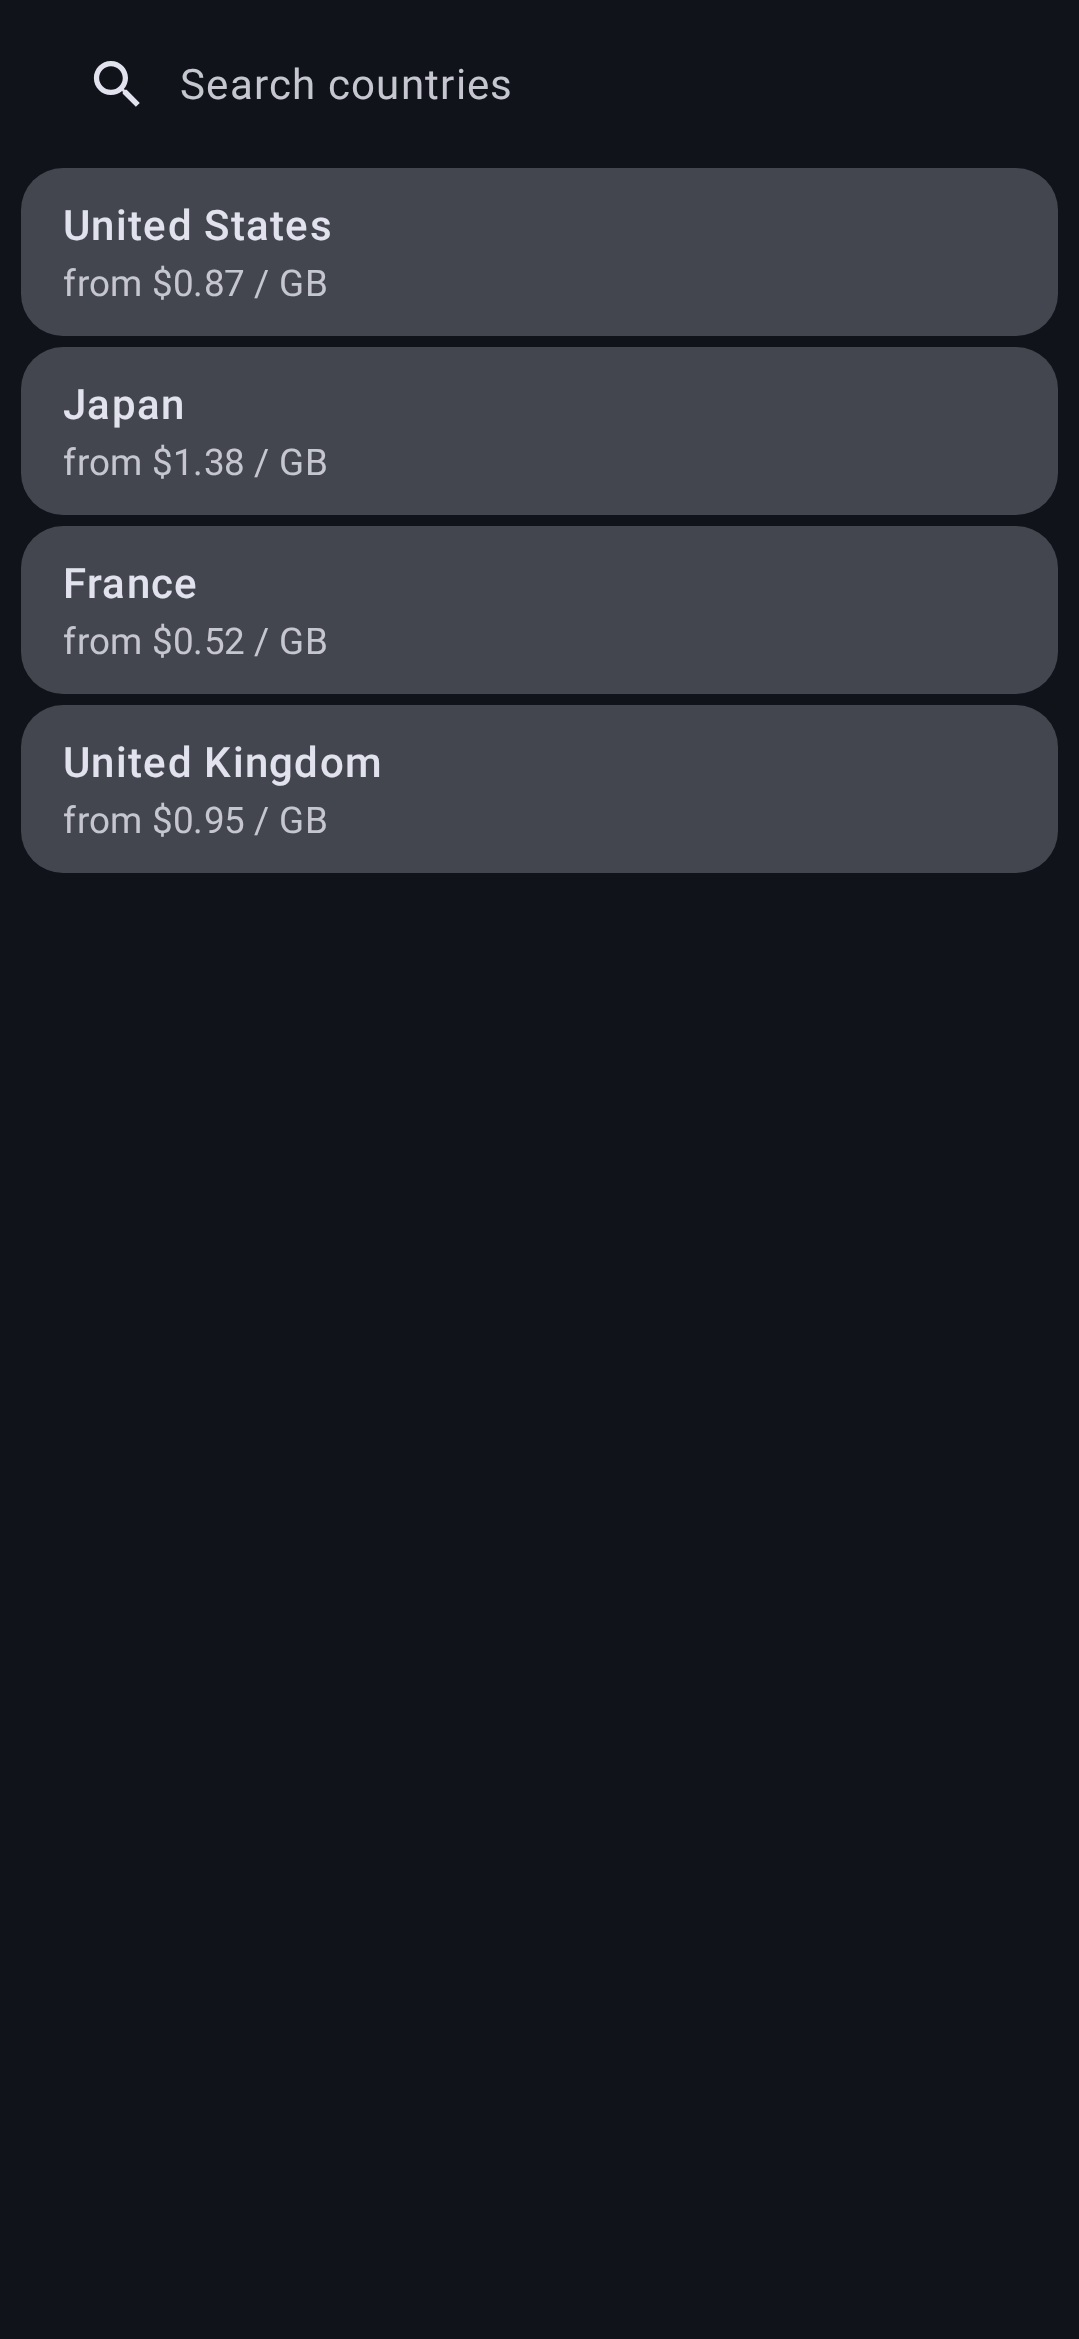 Search countries
United States
from $0.87 / GB
Japan
from $1.38 / GB
France
from $0.52 / GB
United Kingdom
from $0.95 / GB